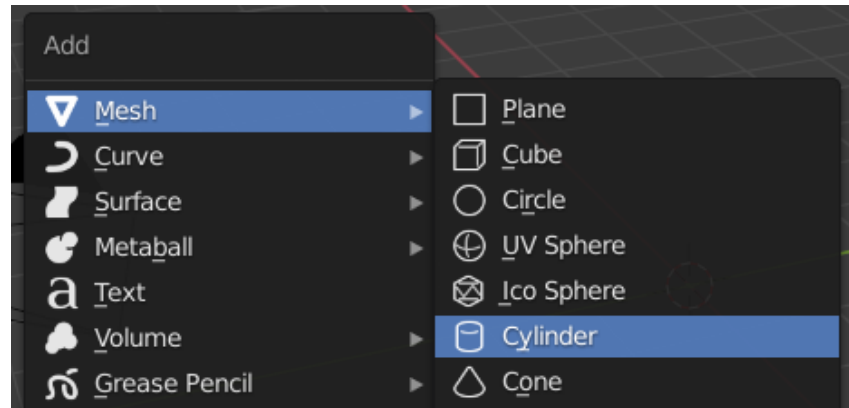 Add
Mesh
Curve
Surface
Metaball
Text
Volume
Grease Pencil
Plane
Cube
Circle
UV Sphere
Ico Sphere
Cylinder
Cone